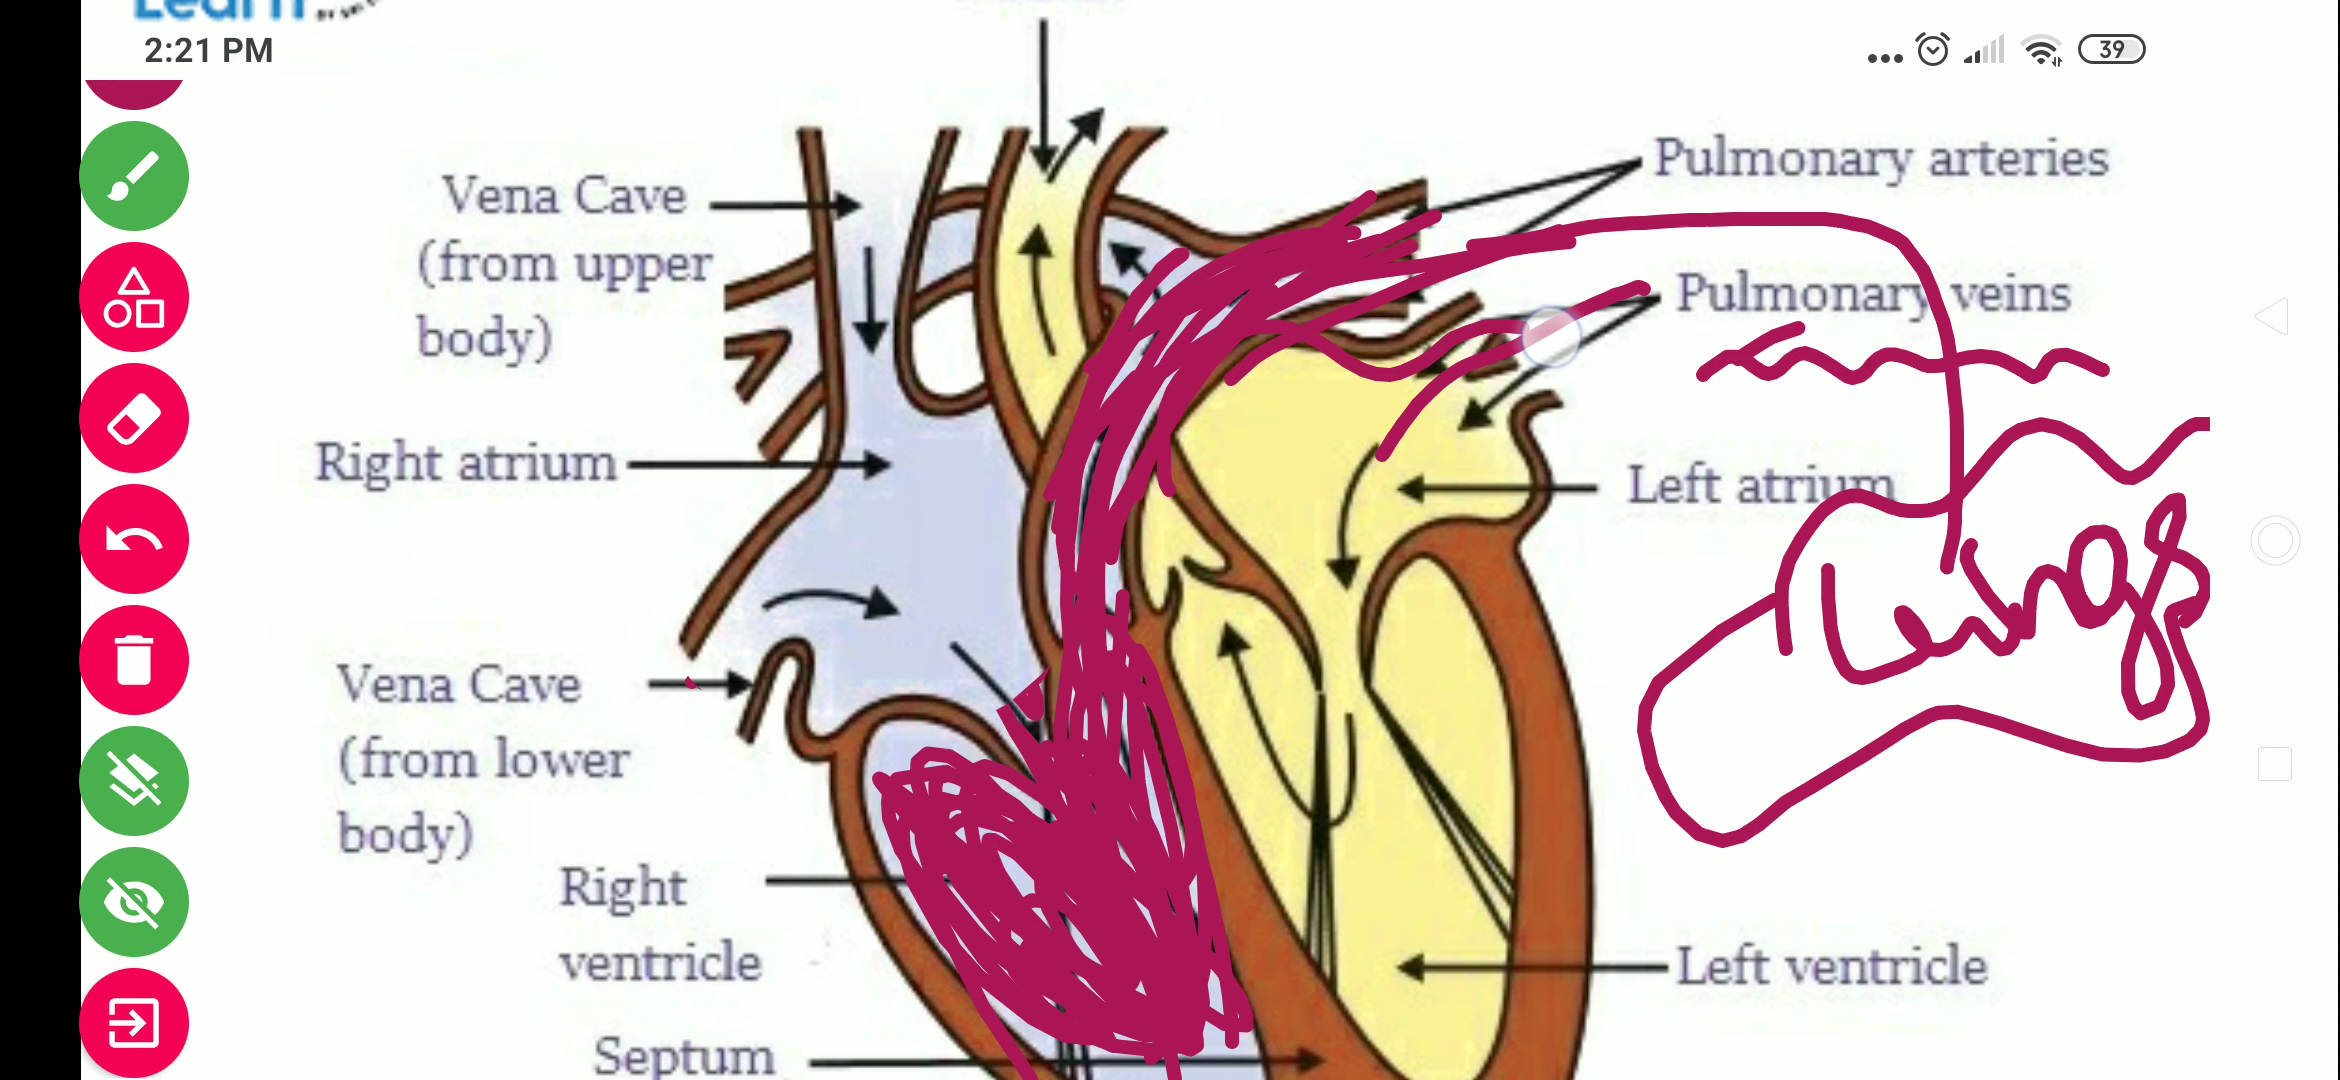 Learn
2:21 PM
39
Pulmonary arteries
Vena Cave
(from upper
body)
Pulmonary veins
Right atrium
Left atrium
Lungs
Vena Cave
(from lower
body)
Right
ventricle
Left ventricle
Septum